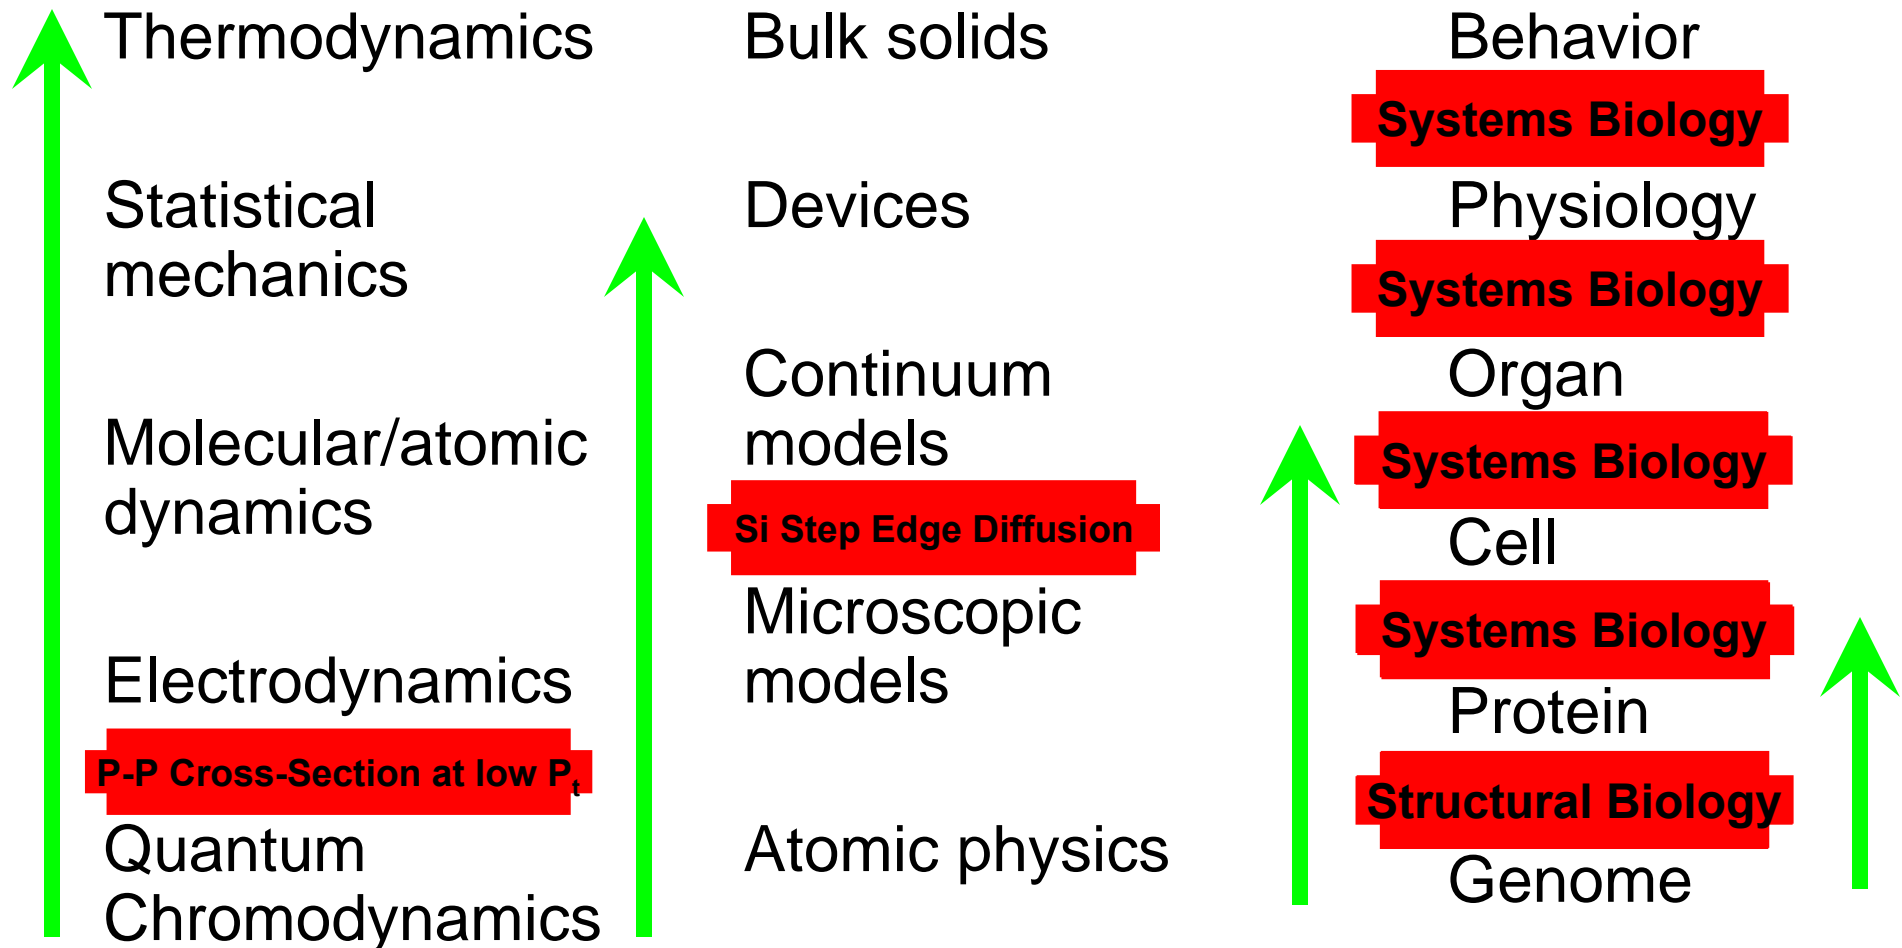 Thermodynamics
Statistical
mechanics
Molecular/atomic
dynamics
Electrodynamics
P-P Cross-Section at low Pt
Quantum
Chromodynamics
Bulk solids
Devices
Continuum
models
Si Step Edge Diffusion
Microscopic
models
Atomic physics
Behavior
Systems Biology
Physiology
Systems Biology
Organ
Systems Biology
Cell
Systems Biology
Protein
Structural Biology
Genome